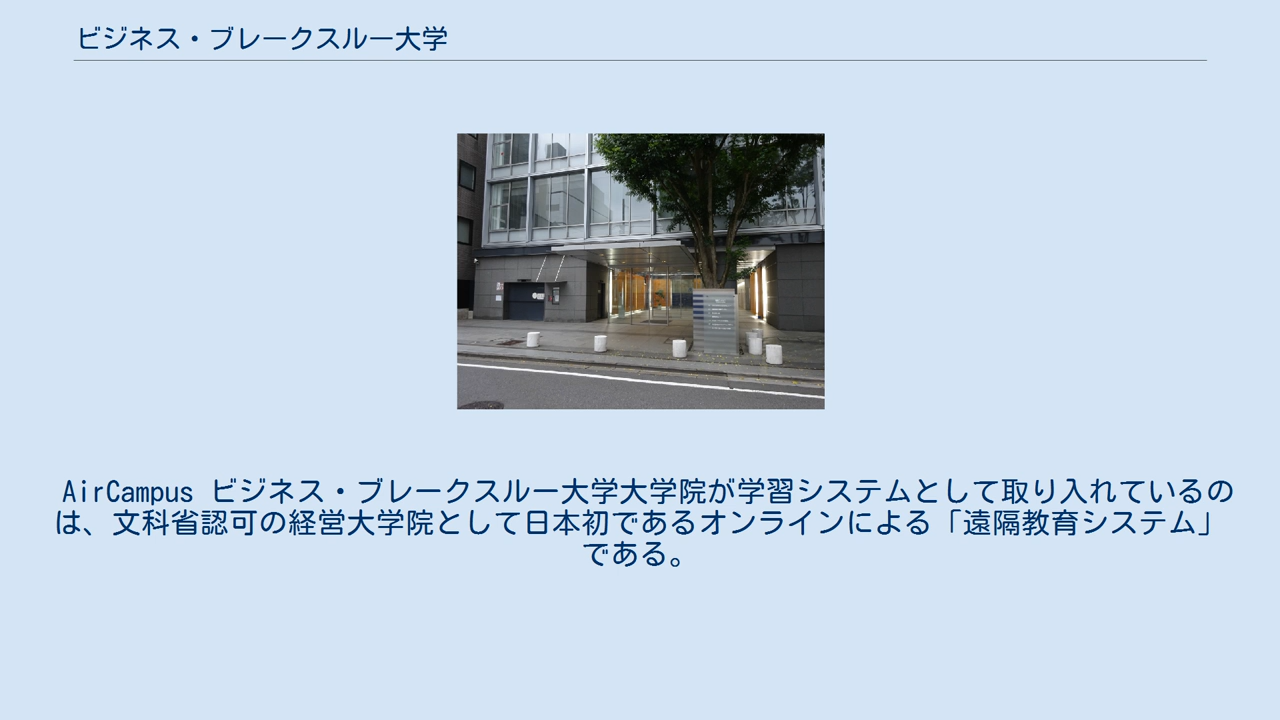 ビジネス・ブレークスルー大学
AirCampus ビジネス・ブレークスルー大学大学院が学習システムとして取り入れているの
は、文科省認可の経営大学院として日本初であるオンラインによる「遠隔教育システム」
である。